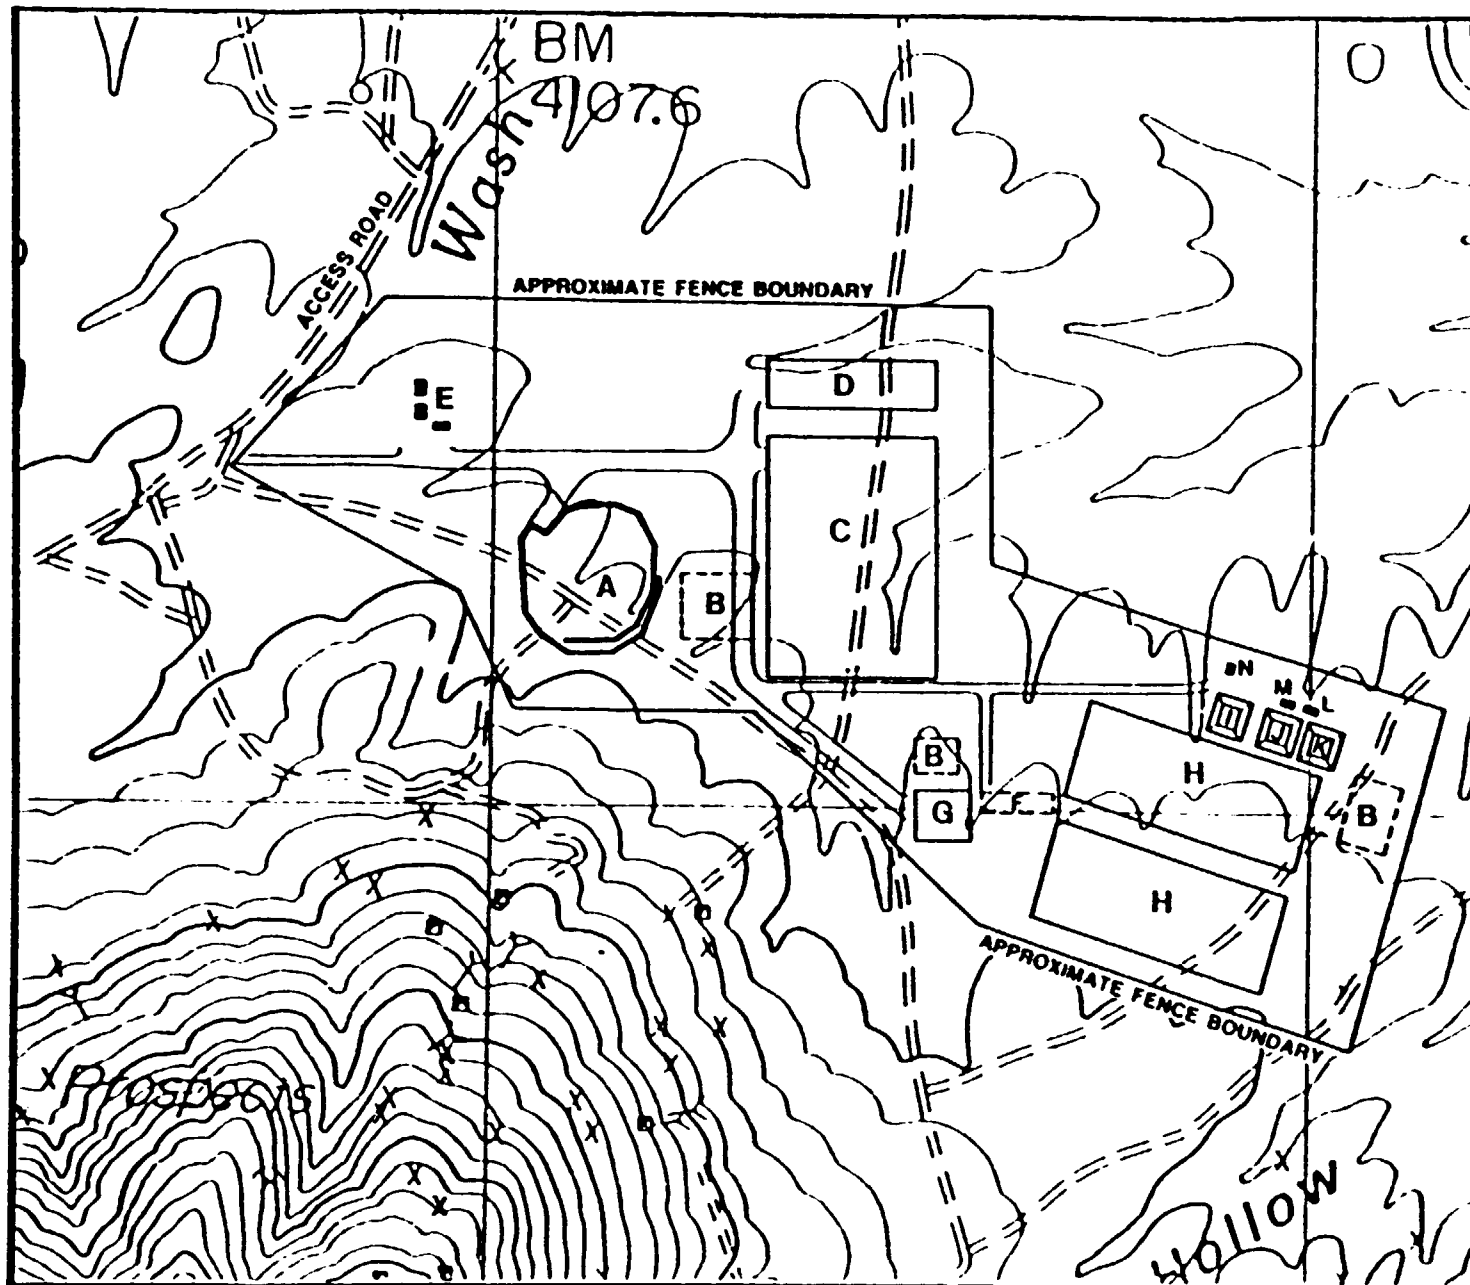 BM
4107.6
Wash
ACCESS ROAD
APPROXIMATE FENCE BOUNDARY
D
E
C
A
B
N
M
L
I
J
K
B
H
G
F
B
H
APPROXIMATE FENCE BOUNDARY
Prospects
Hollow